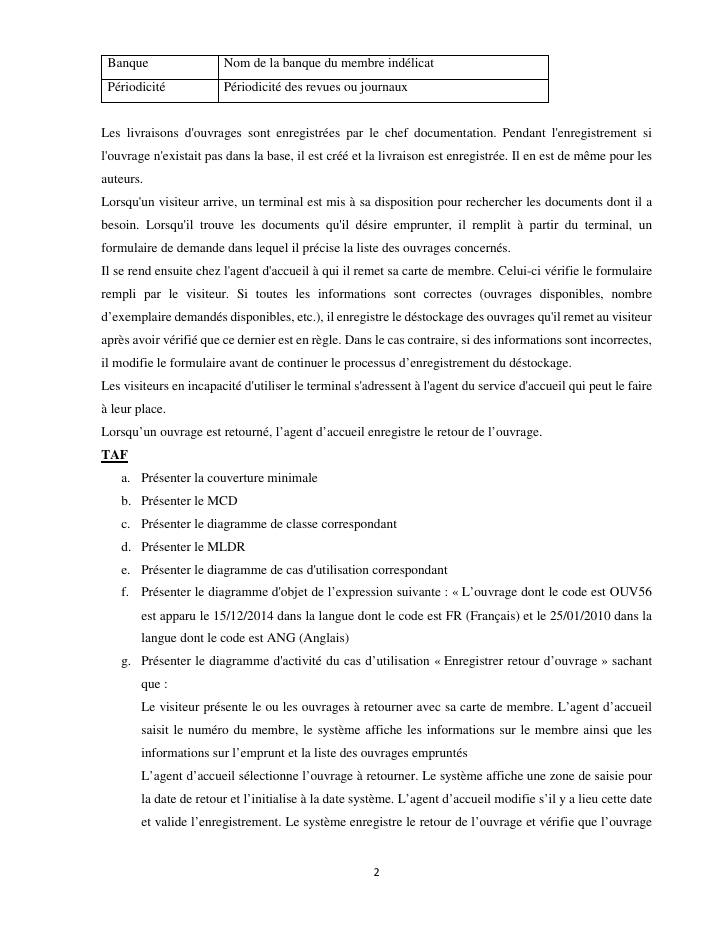 Banque Nom de la banque du membre indélicat
Périodicité Périodicité des revues ou journaux
Les livraisons d'ouvrages sont enregistrées par le chef documentation. Pendant l'enregistrement si
l'ouvrage n'existait pas dans la base, il est créé et la livraison est enregistrée. Il en est de même pour les
auteurs.
Lorsqu'un visiteur arrive, un terminal est mis à sa disposition pour rechercher les documents dont il a
besoin. Lorsqu'il trouve les documents qu'il désire emprunter, il remplit à partir du terminal, un
formulaire de demande dans lequel il précise la liste des ouvrages concernés.
Il se rend ensuite chez l'agent d'accueil à qui il remet sa carte de membre. Celui-ci vérifie le formulaire
rempli par le visiteur. Si toutes les informations sont correctes (ouvrages disponibles, nombre
d’exemplaire demandés disponibles, etc.), il enregistre le déstockage des ouvrages qu'il remet au visiteur
après avoir vérifié que ce dernier est en règle. Dans le cas contraire, si des informations sont incorrectes,
il modifie le formulaire avant de continuer le processus d’enregistrement du déstockage.
Les visiteurs en incapacité d'utiliser le terminal s'adressent à l'agent du service d'accueil qui peut le faire
à leur place.
Lorsqu’un ouvrage est retourné, l’agent d’accueil enregistre le retour de l’ouvrage.
TAF
a. Présenter la couverture minimale
b. Présenter le MCD
c. Présenter le diagramme de classe correspondant
d. Présenter le MLDR
e. Présenter le diagramme de cas d'utilisation correspondant
f. Présenter le diagramme d'objet de l’expression suivante : « L’ouvrage dont le code est OUV56
est apparu le 15/12/2014 dans la langue dont le code est FR (Français) et le 25/01/2010 dans la
langue dont le code est ANG (Anglais)
g. Présenter le diagramme d'activité du cas d’utilisation « Enregistrer retour d’ouvrage » sachant
que :
Le visiteur présente le ou les ouvrages à retourner avec sa carte de membre. L’agent d’accueil
saisit le numéro du membre, le système affiche les informations sur le membre ainsi que les
informations sur l’emprunt et la liste des ouvrages empruntés
L’agent d’accueil sélectionne l’ouvrage à retourner. Le système affiche une zone de saisie pour
la date de retour et l’initialise à la date système. L’agent d’accueil modifie s’il y a lieu cette date
et valide l’enregistrement. Le système enregistre le retour de l’ouvrage et vérifie que l’ouvrage
2